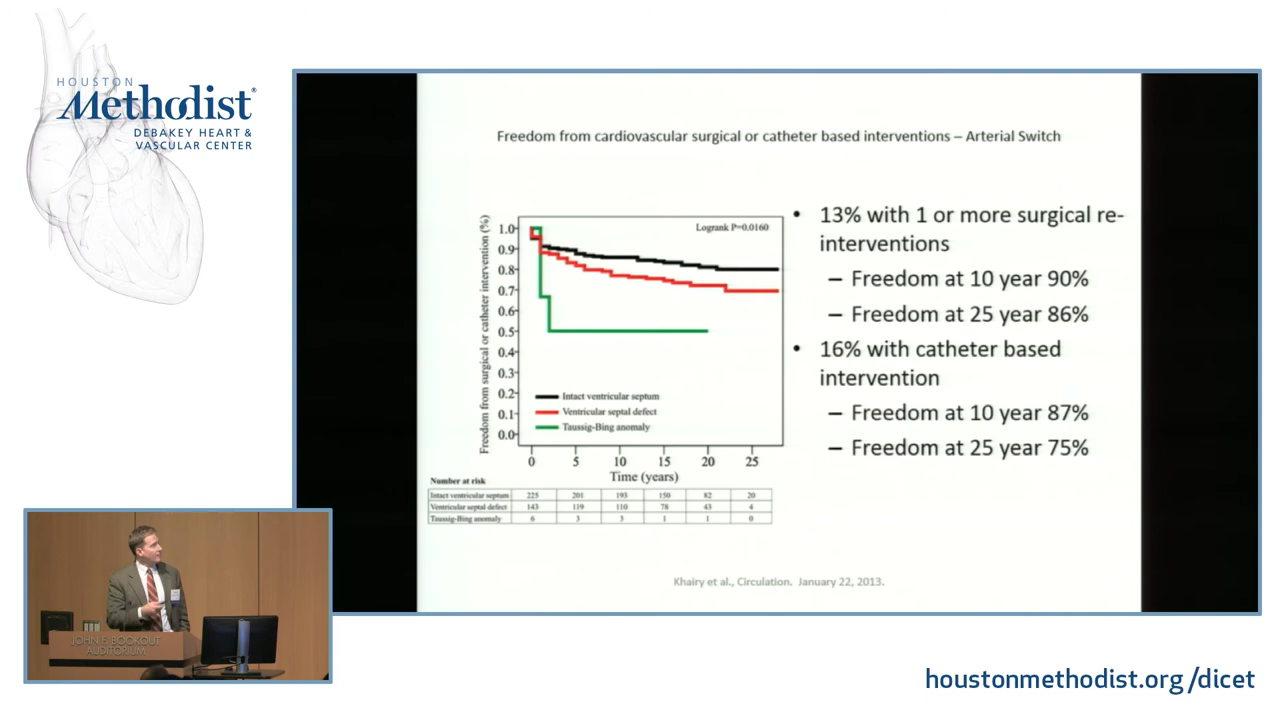 HOUSTON
Methodist®
DEBAKEY HEART &
VASCULAR CENTER
Freedom from cardiovascular surgical or catheter based interventions – Arterial Switch
Freedom from surgical or catheter intervention (%)
1.0
0.9
0.8
0.7
0.6
0.5
0.4
0.3
0.2
0.1
0.0
Logrank P=0.0160
Intact ventricular septum
Ventricular septal defect
Taussig-Bing anomaly
0 5 10 15 20 25
Time (years)
Number at risk
Intact ventricular septum 225 201 193 150 82 20
Ventricular septal defect 143 119 110 78 43 4
Taussig-Bing anomaly 6 3 3 1 1 0
• 13% with 1 or more surgical re-
interventions
– Freedom at 10 year 90%
– Freedom at 25 year 86%
• 16% with catheter based
intervention
– Freedom at 10 year 87%
– Freedom at 25 year 75%
Khairy et al., Circulation. January 22, 2013.
JOHN F. BOOKOUT
AUDITORIUM
houstonmethodist.org/dicet